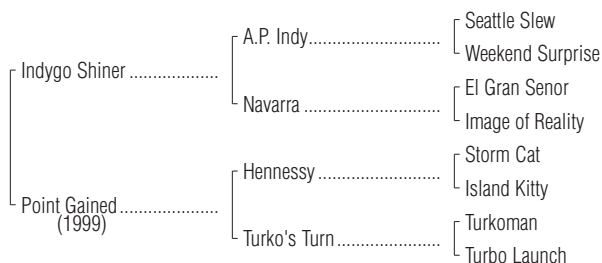 Seattle Slew
A.P. Indy
Weekend Surprise
Indygo Shiner
El Gran Senor
Navarra
Image of Reality
Storm Cat
Hennessy
Island Kitty
Point Gained
(1999)
Turkoman
Turko's Turn
Turbo Launch